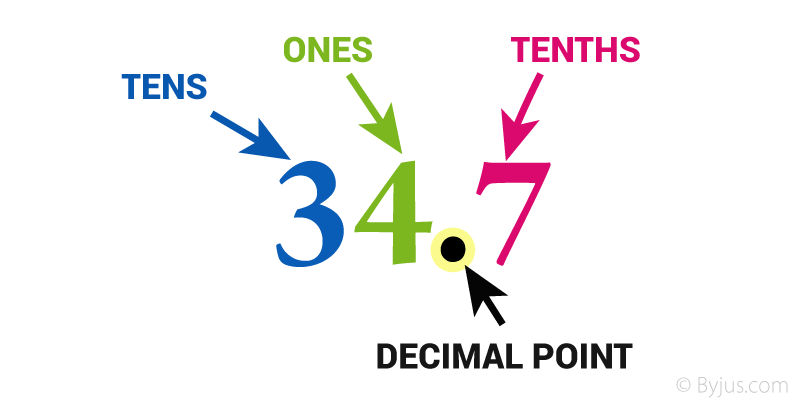 ONES
TENTHS
TENS
34.7
DECIMAL POINT
© Byjus.com